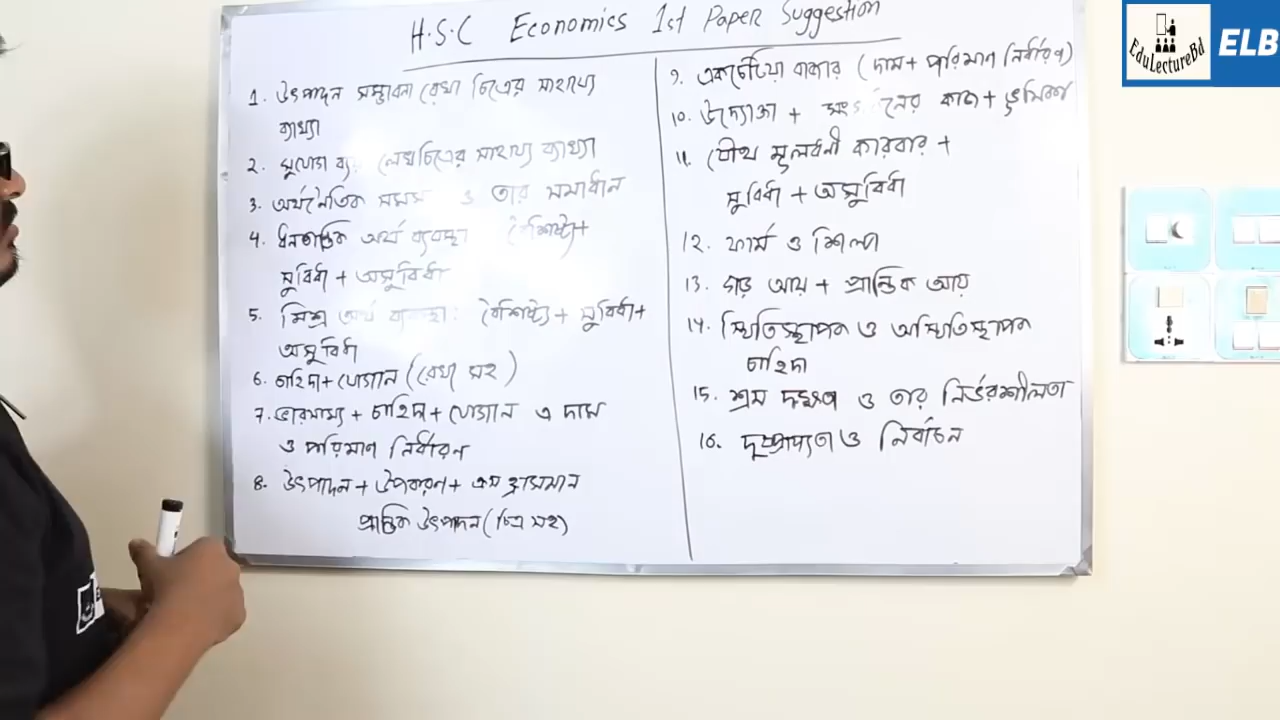 H.S.C Economics 1st Paper Suggestion
1. উৎপাদন সম্ভাবনা রেখা চিত্রের সাহায্যে
ব্যাখ্যা
২. সুযোগ ব্যয় লেখচিত্রের সাহায্যে ব্যাখ্যা
৩. অর্থনৈতিক ও তার সমাধান
৪. ধনতান্ত্রিক অর্থ ব্যবস্থা বৈশিষ্ট্য+
সুবিধা + অসুবিধা
৫. মিশ্র অর্থ ব্যবস্থা: বৈশিষ্ট্য + সুবিধা+
অসুবিধা
৬. চাহিদা+যোগান (রেখা সহ)
৭. ভারসাম্য + চাহিদা+যোগান এ দাম
ও পরিমাণ নির্ধারণ
৮. উৎপাদন + উপকরণ+ ক্রমহ্রাসমান
প্রান্তিক উৎপাদন (চিত্র সহ)
৯. একচেটিয়া বাজার (দাম+ পরিমাণ নির্ধারণ)
১০. উদ্যোক্তা + কাজ+ ভূমিকা
১১. যৌথ মূলধনী কারবার +
সুবিধা + অসুবিধা
১২. ফার্ম ও শিল্প
১৩. গড় আয় + প্রান্তিক আয়
১৪. স্থিতিস্থাপক ও অস্থিতিস্থাপক
চাহিদা
১৫. শ্রম দক্ষতা ও তার নির্ভরশীলতা
১৬. দুষ্প্রাপ্যতা ও নির্বাচন
EduLectureBd
ELB